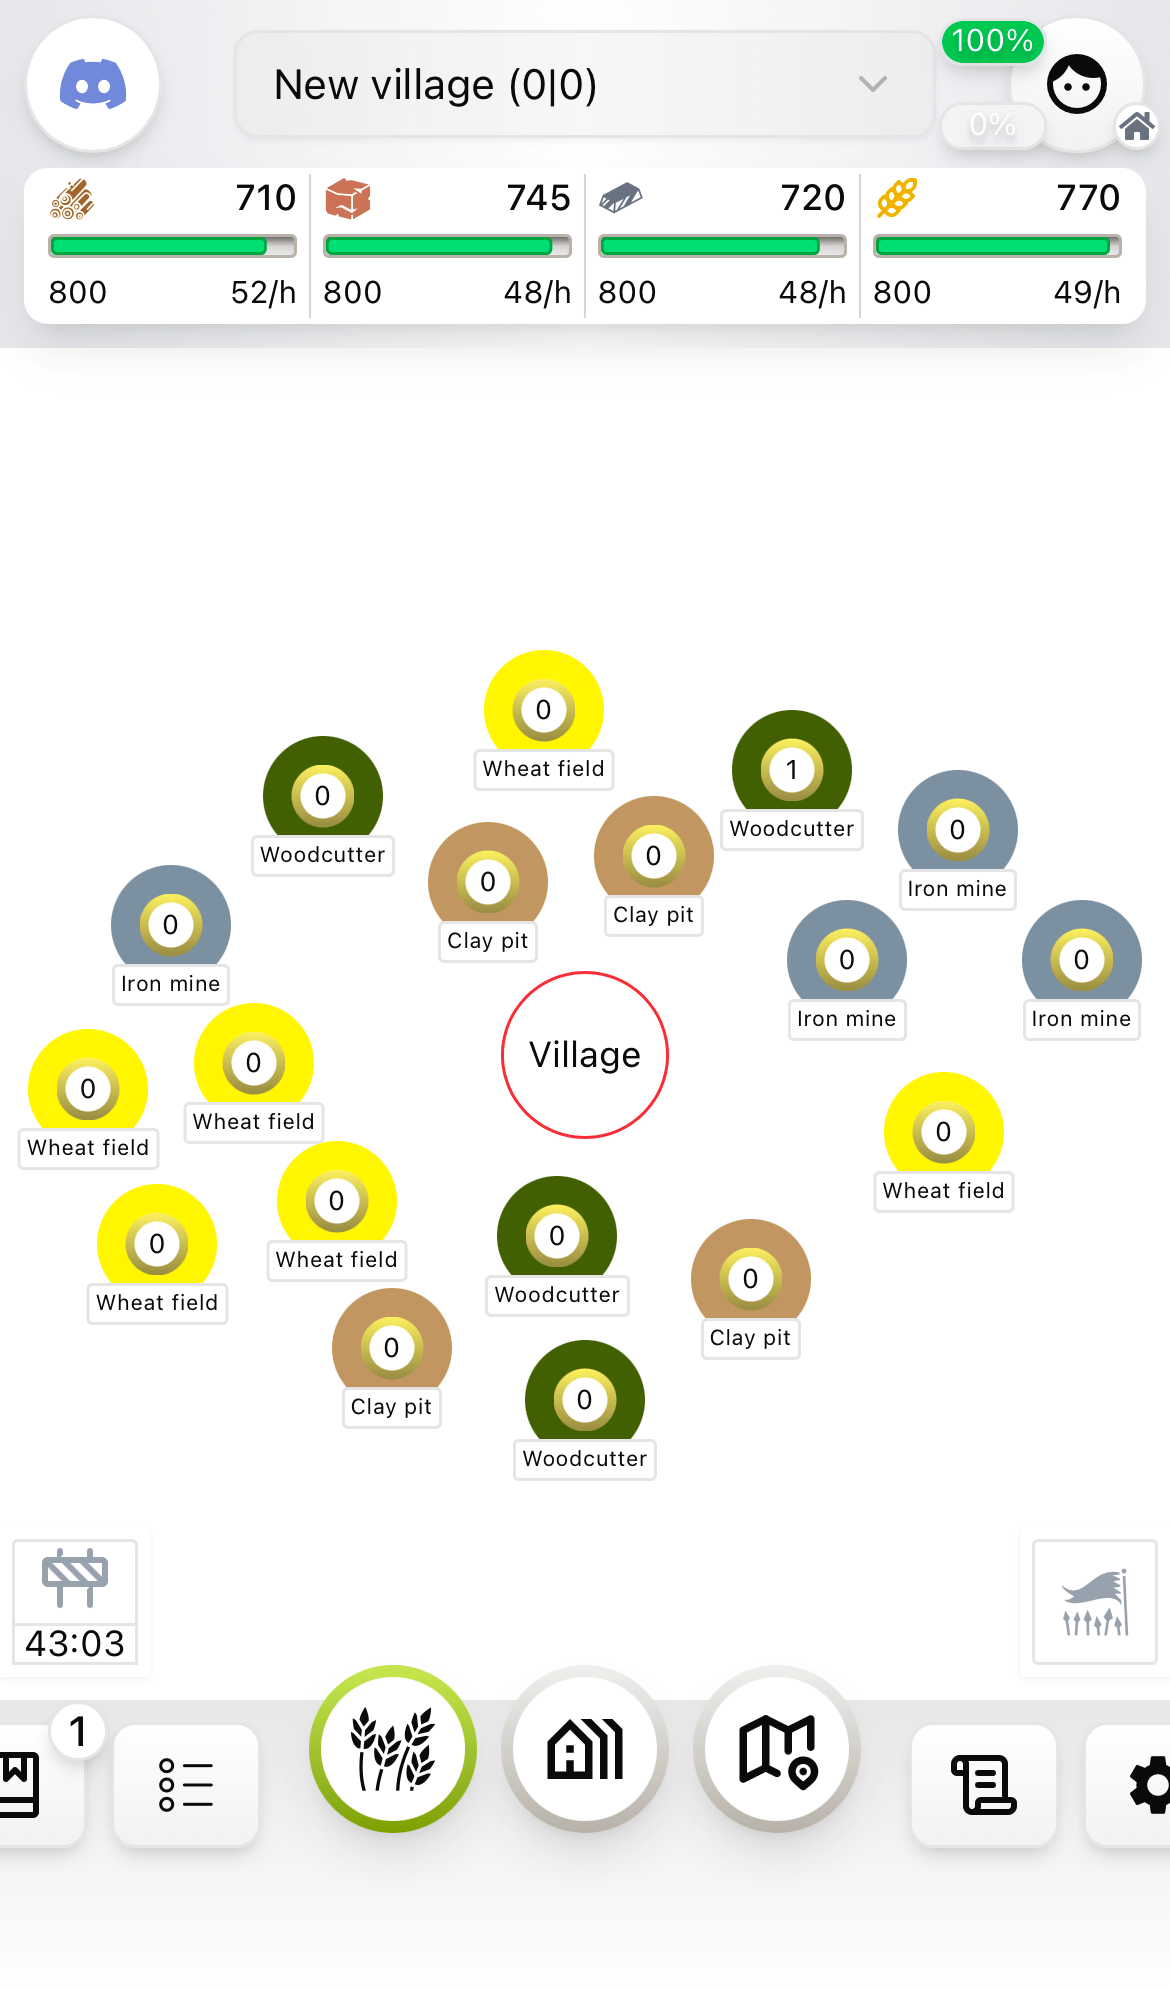 New village (0|0)
100%
0%
710
745
720
770
800
52/h
800
48/h
800
48/h
800
49/h
0
Wheat field
1
Woodcutter
0
Woodcutter
0
Iron mine
0
Clay pit
0
Clay pit
0
Iron mine
0
Iron mine
0
Iron mine
Village
0
Wheat field
0
Wheat field
0
Wheat field
0
Wheat field
0
Wheat field
0
Woodcutter
0
Clay pit
0
Clay pit
0
Woodcutter
43:03
1